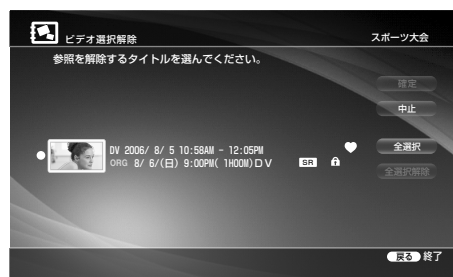 ビデオ選択解除
スポーツ大会
参照を解除するタイトルを選んでください。
確定
中止
DV 2006/ 8/ 5 10:58AM - 12:05PM
ORG 8/ 6/(日) 9:00PM( 1H00M)DV SR
全選択
全選択解除
戻る 終了